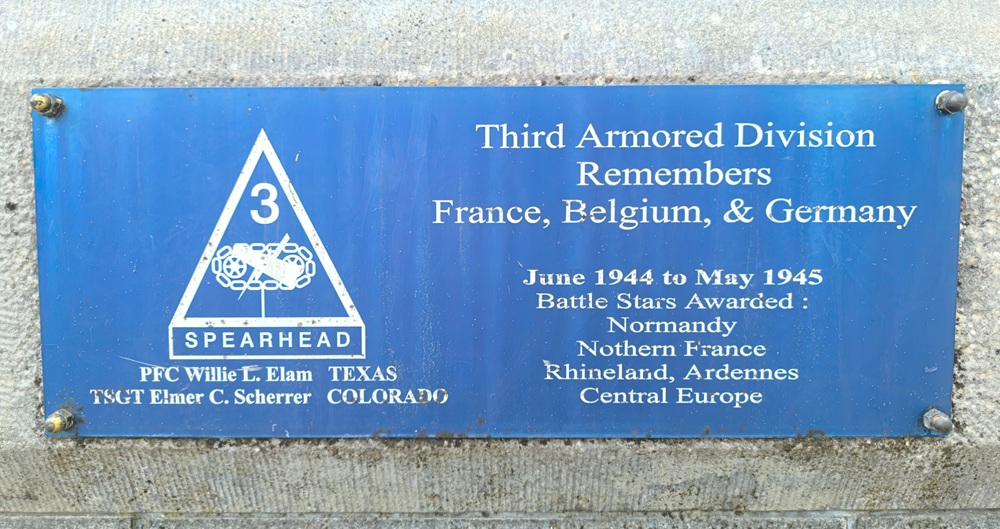 3
SPEARHEAD
PFC Willie L. Elam TEXAS
TSGT Elmer C. Scherrer COLORADO
Third Armored Division
Remembers
France, Belgium, & Germany
June 1944 to May 1945
Battle Stars Awarded :
Normandy
Nothern France
Rhineland, Ardennes
Central Europe